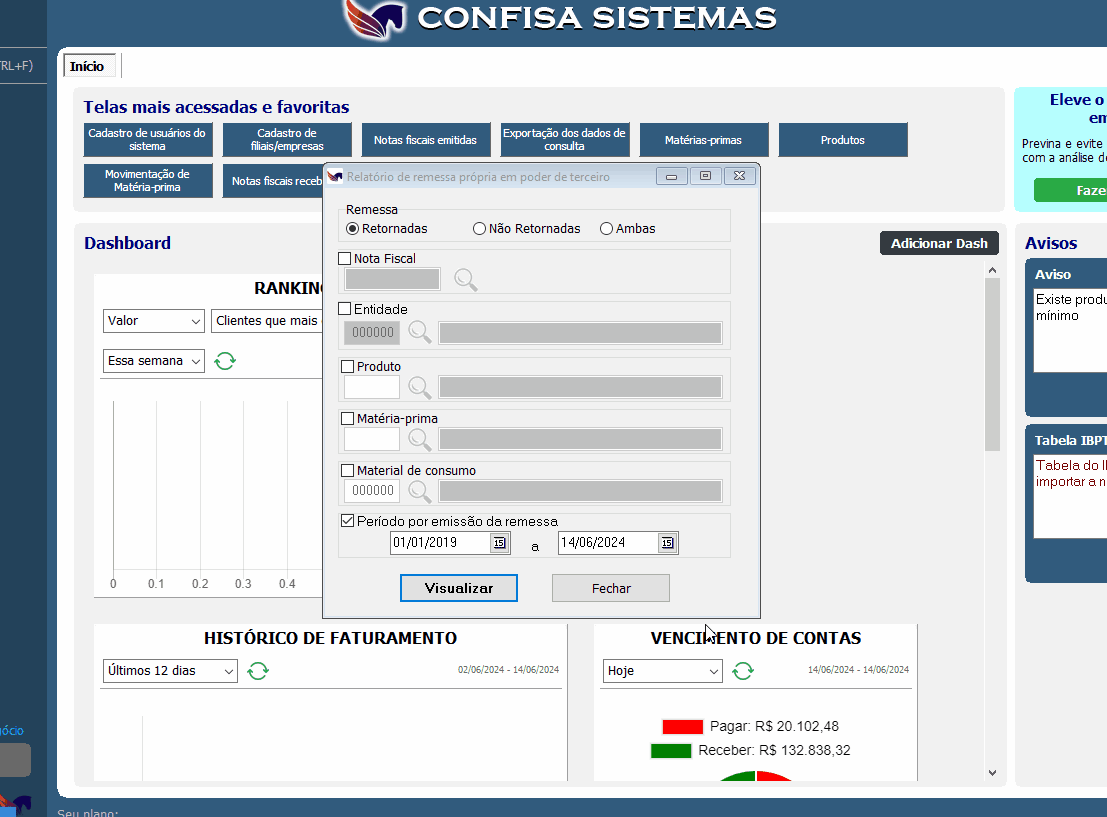 CONFISA SISTEMAS
RL+F)
Início
Telas mais acessadas e favoritas
Cadastro de usuários do
sistema
Cadastro de
filiais/empresas
Notas fiscais emitidas
Exportação dos dados de
consulta
Matérias-primas
Produtos
Movimentação de
Matéria-prima
Notas fiscais receb
Eleve o
em
Previna e evite
com a análise de
Faze
Relatório de remessa própria em poder de terceiro
Remessa
Retornadas
Não Retornadas
Ambas
Nota Fiscal
Entidade
000000
Produto
Matéria-prima
Material de consumo
000000
Período por emissão da remessa
01/01/2019
15
a
14/06/2024
15
Visualizar
Fechar
Dashboard
Adicionar Dash
RANKING
Valor
Clientes que mais
Essa semana
0
0.1
0.2
0.3
0.4
HISTÓRICO DE FATURAMENTO
Últimos 12 dias
02/06/2024 - 14/06/2024
VENCIMENTO DE CONTAS
Hoje
14/06/2024 - 14/06/2024
Pagar: R$ 20.102,48
Receber: R$ 132.838,32
Avisos
Aviso
Existe produ
mínimo
Tabela IBPT
Tabela do I
importar a n
ócio
Seu plano: